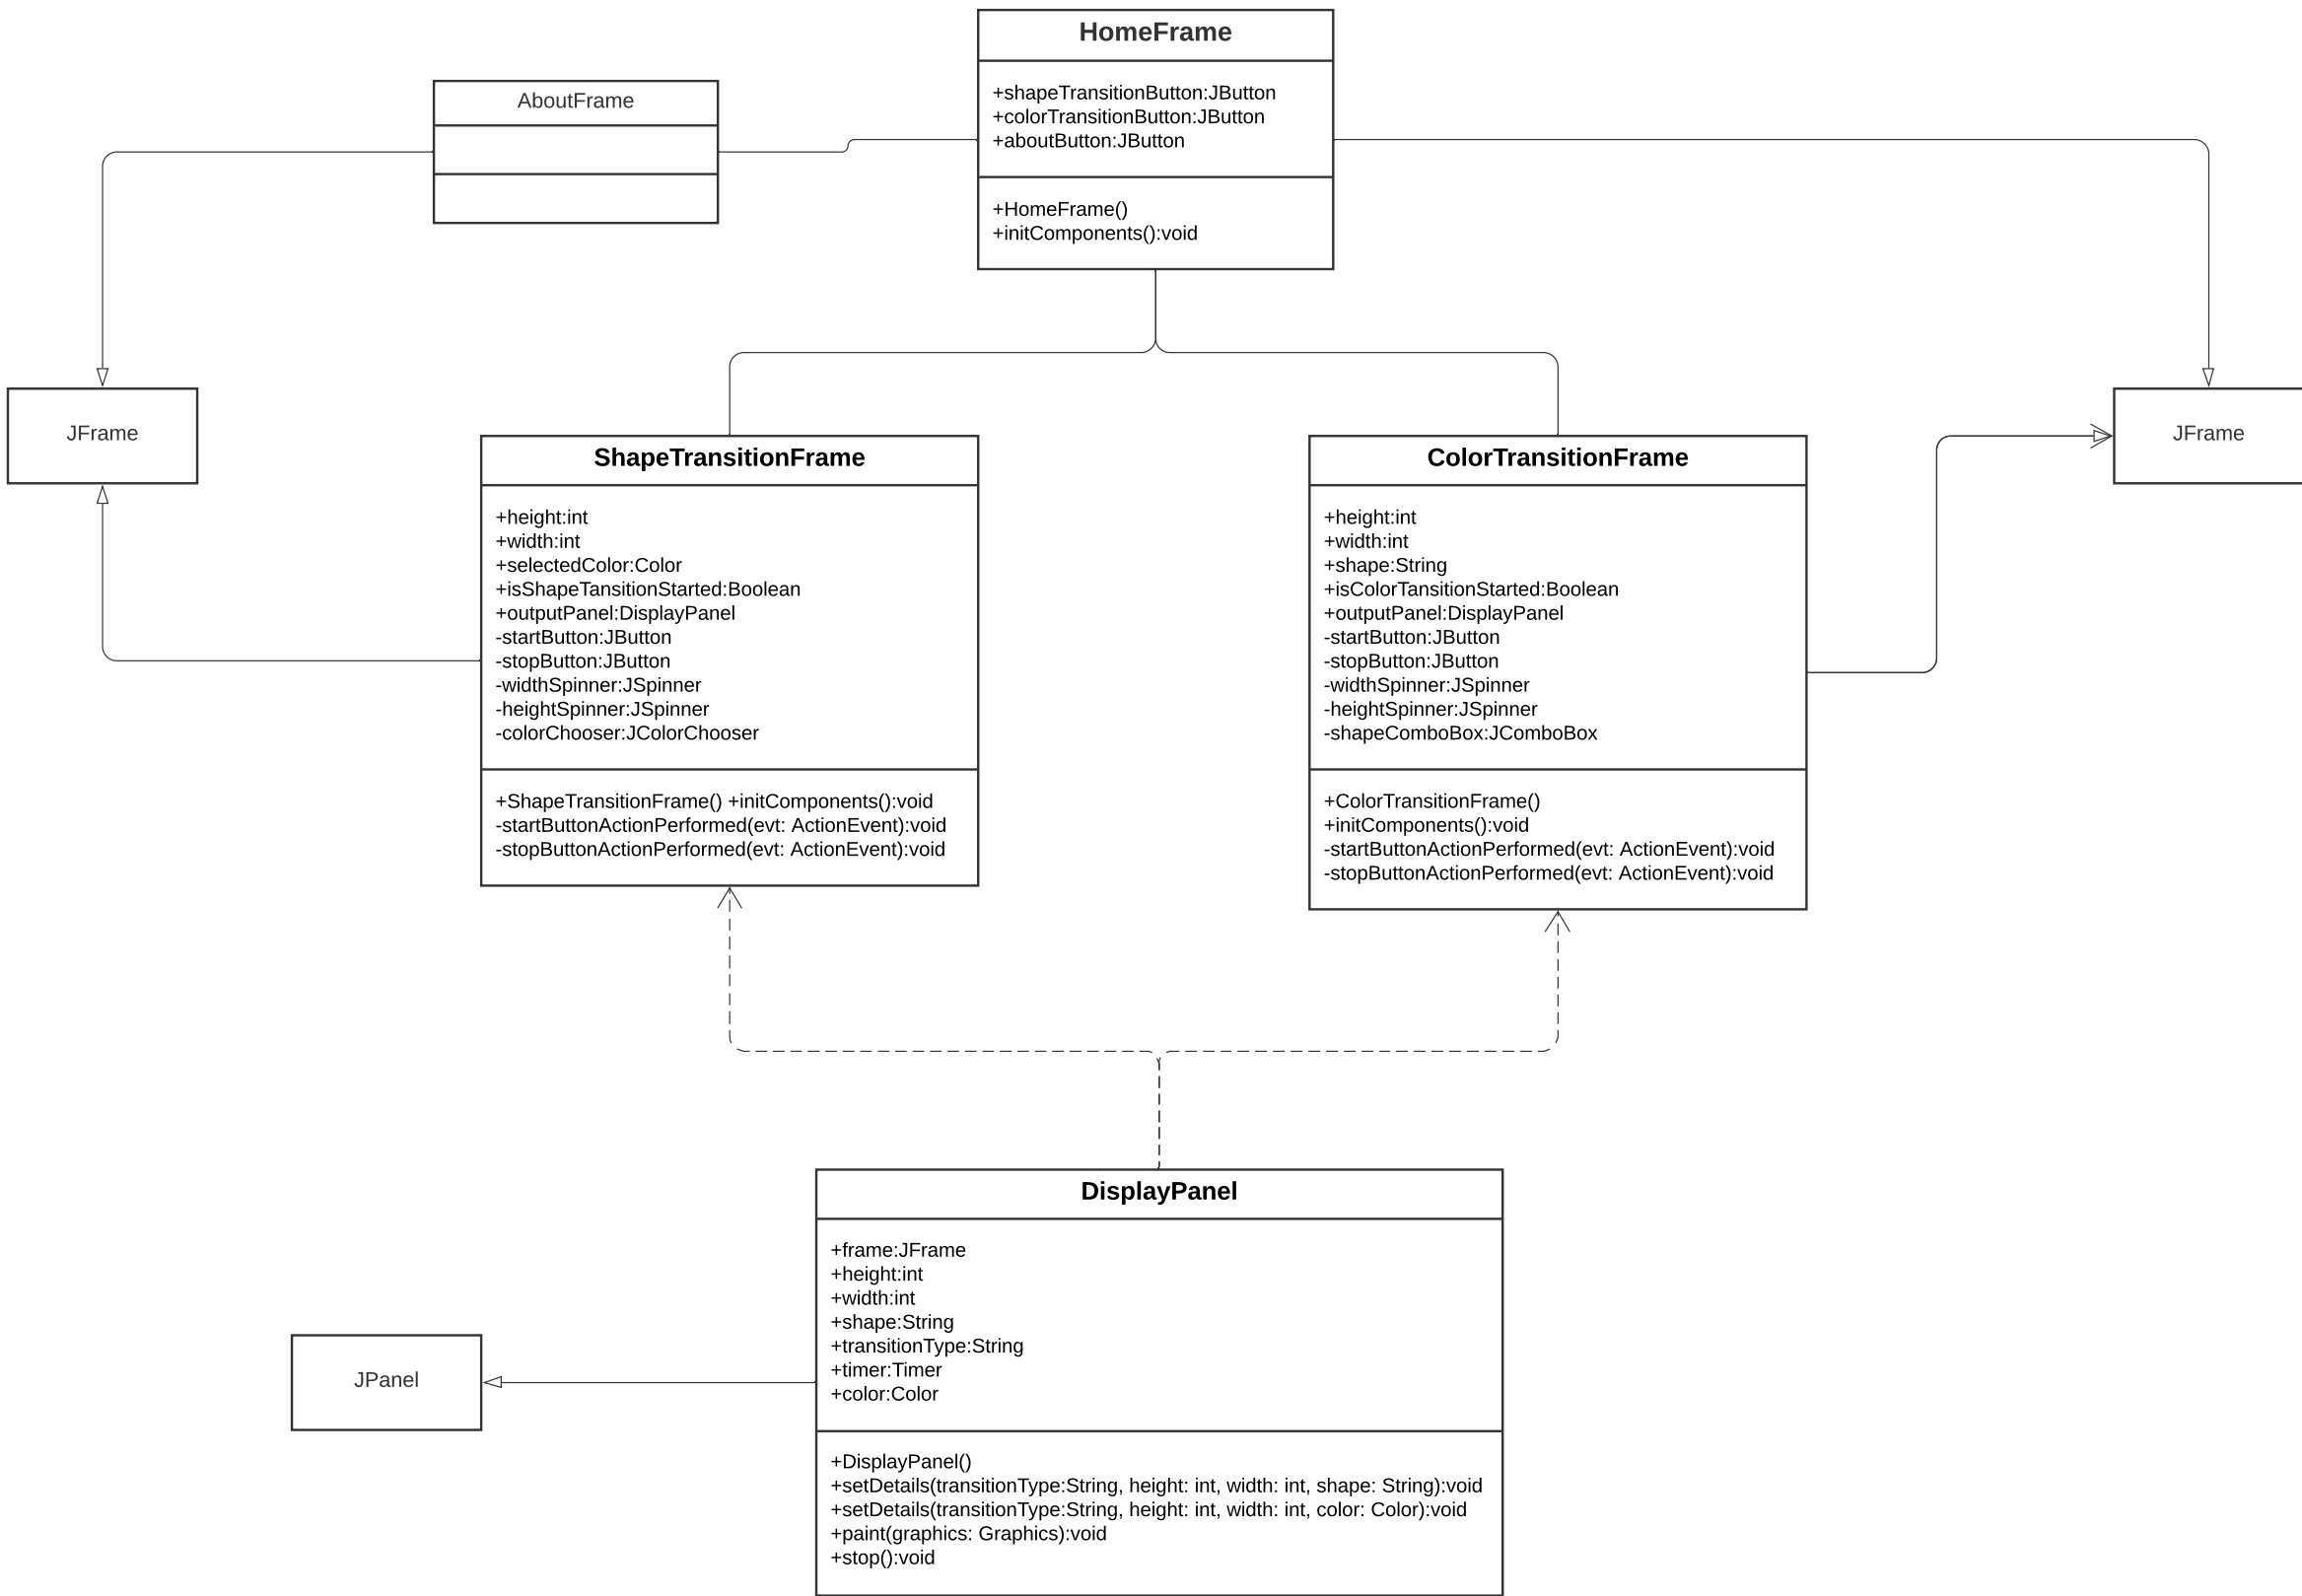 HomeFrame
+shapeTransitionButton:JButton
+colorTransitionButton:JButton
+aboutButton:JButton
+HomeFrame()
+initComponents():void
AboutFrame
JFrame
JFrame
ShapeTransitionFrame
+height:int
+width:int
+selectedColor:Color
+isShapeTansitionStarted:Boolean
+outputPanel:DisplayPanel
-startButton:JButton
-stopButton:JButton
-widthSpinner:JSpinner
-heightSpinner:JSpinner
-colorChooser:JColorChooser
+ShapeTransitionFrame() +initComponents():void
-startButtonActionPerformed(evt: ActionEvent):void
-stopButtonActionPerformed(evt: ActionEvent):void
ColorTransitionFrame
+height:int
+width:int
+shape:String
+isColorTansitionStarted:Boolean
+outputPanel:DisplayPanel
-startButton:JButton
-stopButton:JButton
-widthSpinner:JSpinner
-heightSpinner:JSpinner
-shapeComboBox:JComboBox
+ColorTransitionFrame()
+initComponents():void
-startButtonActionPerformed(evt: ActionEvent):void
-stopButtonActionPerformed(evt: ActionEvent):void
DisplayPanel
+frame:JFrame
+height:int
+width:int
+shape:String
+transitionType:String
+timer:Timer
+color:Color
+DisplayPanel()
+setDetails(transitionType:String, height: int, width: int, shape: String):void
+setDetails(transitionType:String, height: int, width: int, color: Color):void
+paint(graphics: Graphics):void
+stop():void
JPanel